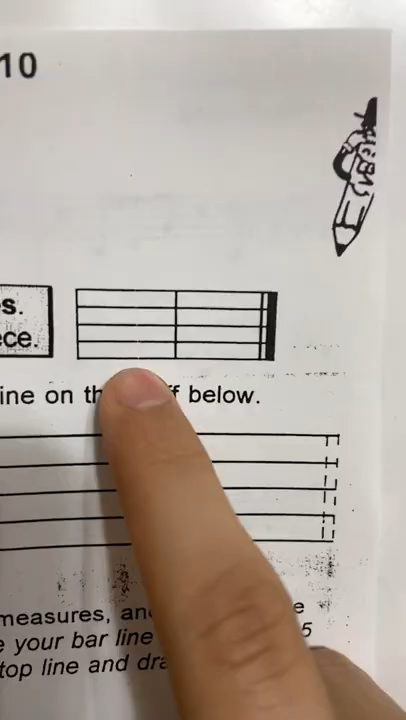 10
s.
ce.
ine on th f below.
measures, an e
your bar line 5
top line and dra